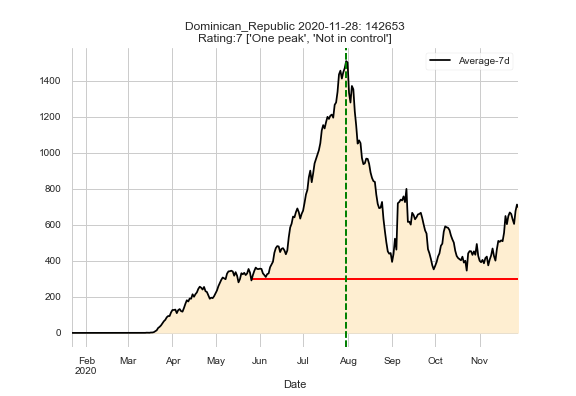 Dominican_Republic 2020-11-28: 142653
Rating:7 ['One peak', 'Not in control']
Average-7d
1400
1200
1000
800
600
400
200
0
Feb Mar Apr May Jun Jul Aug Sep Oct Nov
2020
Date